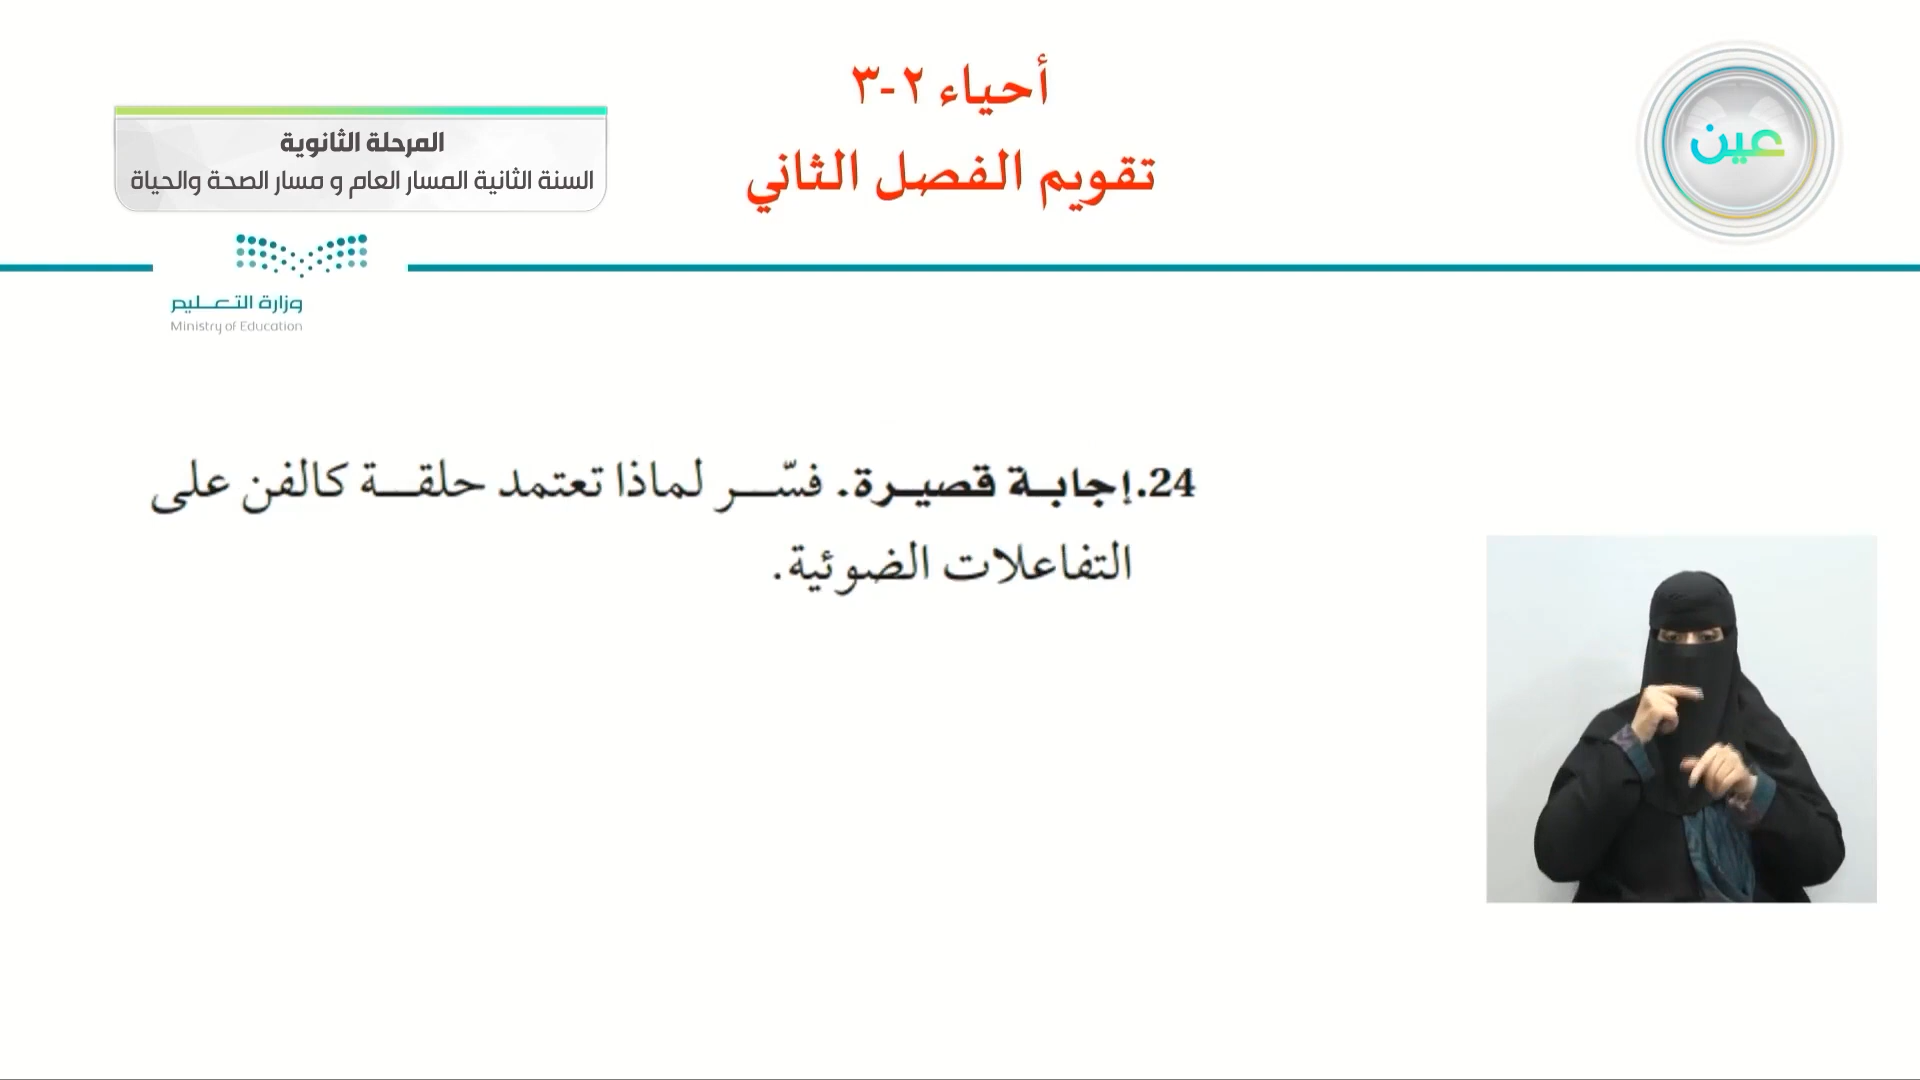 أحياء ٢-٣
تقويم الفصل الثاني
عين
المرحلة الثانوية
السنة الثانية المسار العام و مسار الصحة والحياة
وزارة التعليم
Ministry of Education
24. إجابة قصيرة. فسّر لماذا تعتمد حلقة كالفن على
التفاعلات الضوئية.